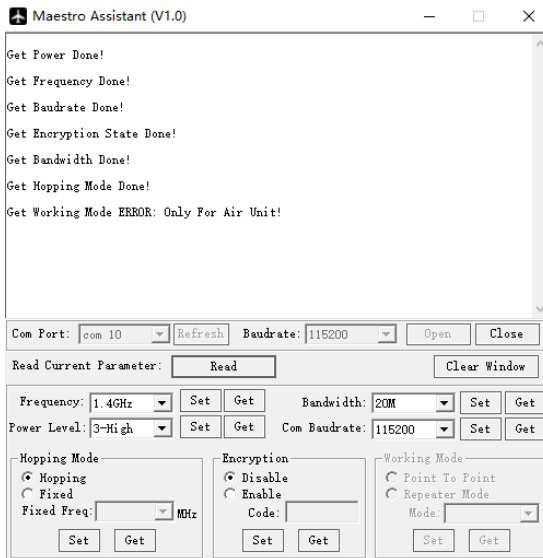 Maestro Assistant (V1.0)
Get Power Done!
Get Frequency Done!
Get Baudrate Done!
Get Encryption State Done!
Get Bandwidth Done!
Get Hopping Mode Done!
Get Working Mode ERROR: Only For Air Unit!
Com Port: com 10 Refresh Baudrate: 115200 Open Close
Read Current Parameter: Read Clear Window
Frequency: 1.4GHz Set Get Bandwidth: 20M Set Get
Power Level: 3-High Set Get Com Baudrate: 115200 Set Get
Hopping Mode Encryption Working Mode
Hopping Disable Point To Point
Fixed Enable Repeater Mode
Fixed Freq: MHz Code: Mode:
Set Get Set Get Set Get